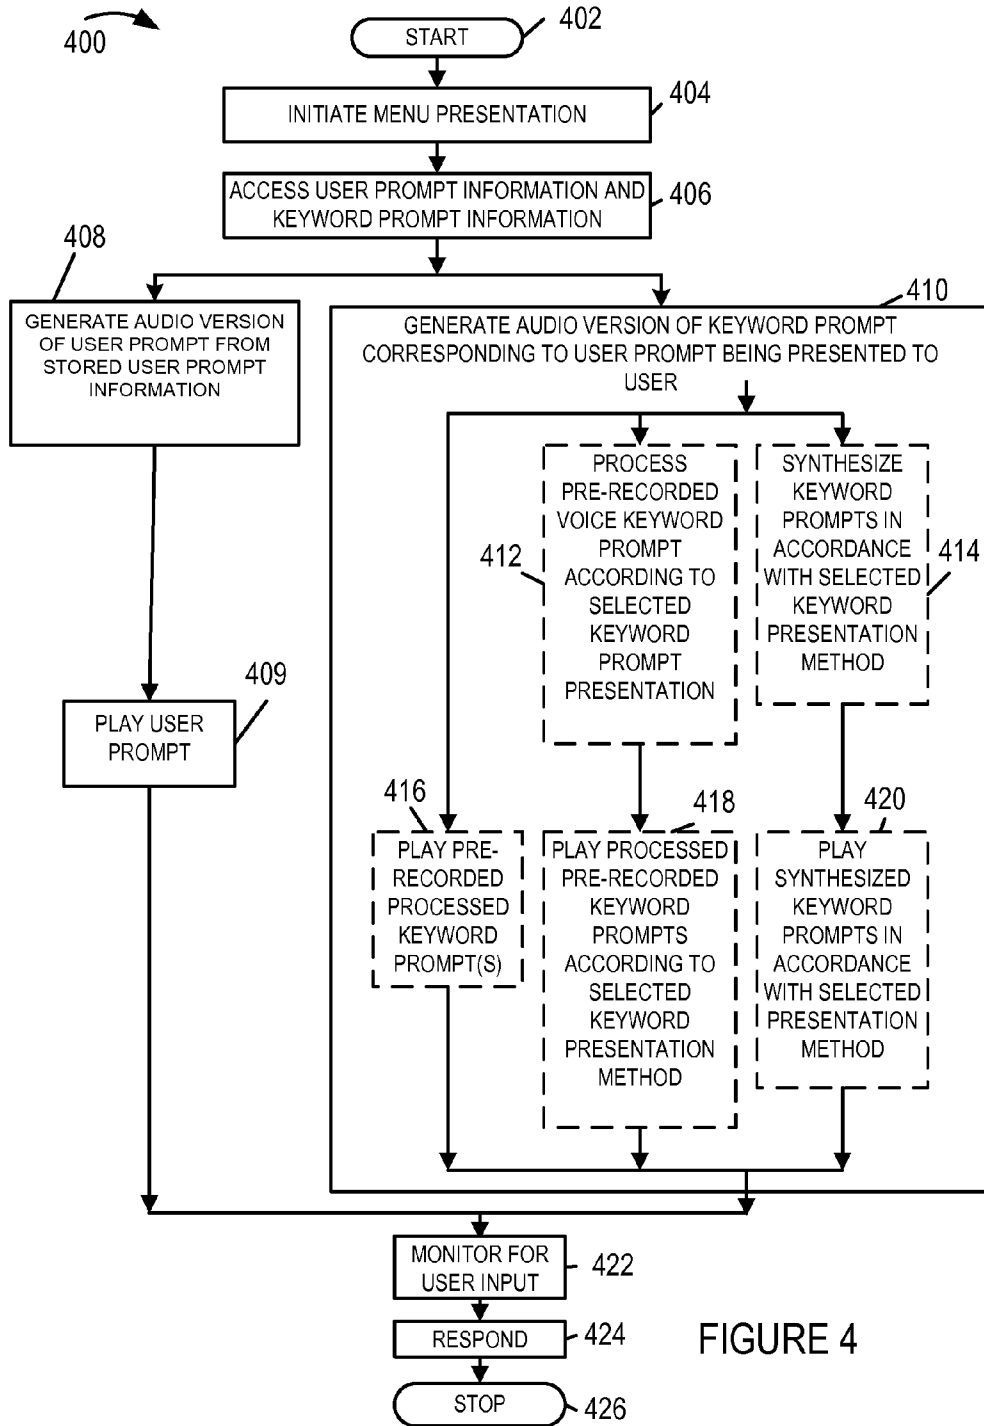 400
START
402
INITIATE MENU PRESENTATION
404
ACCESS USER PROMPT INFORMATION AND
KEYWORD PROMPT INFORMATION
406
408
GENERATE AUDIO VERSION
OF USER PROMPT FROM
STORED USER PROMPT
INFORMATION
410
GENERATE AUDIO VERSION OF KEYWORD PROMPT
CORRESPONDING TO USER PROMPT BEING PRESENTED TO
USER
412
PROCESS
PRE-RECORDED
VOICE KEYWORD
PROMPT
ACCORDING TO
SELECTED
KEYWORD
PROMPT
PRESENTATION
SYNTHESIZE
KEYWORD
PROMPTS IN
ACCORDANCE
WITH SELECTED
KEYWORD
PRESENTATION
METHOD
414
409
PLAY USER
PROMPT
416
PLAY PRE-
RECORDED
PROCESSED
KEYWORD
PROMPT(S)
418
PLAY PROCESSED
PRE-RECORDED
KEYWORD
PROMPTS
ACCORDING TO
SELECTED
KEYWORD
PRESENTATION
METHOD
420
PLAY
SYNTHESIZED
KEYWORD
PROMPTS IN
ACCORDANCE
WITH SELECTED
PRESENTATION
METHOD
MONITOR FOR
USER INPUT
422
RESPOND
424
STOP
426
FIGURE 4